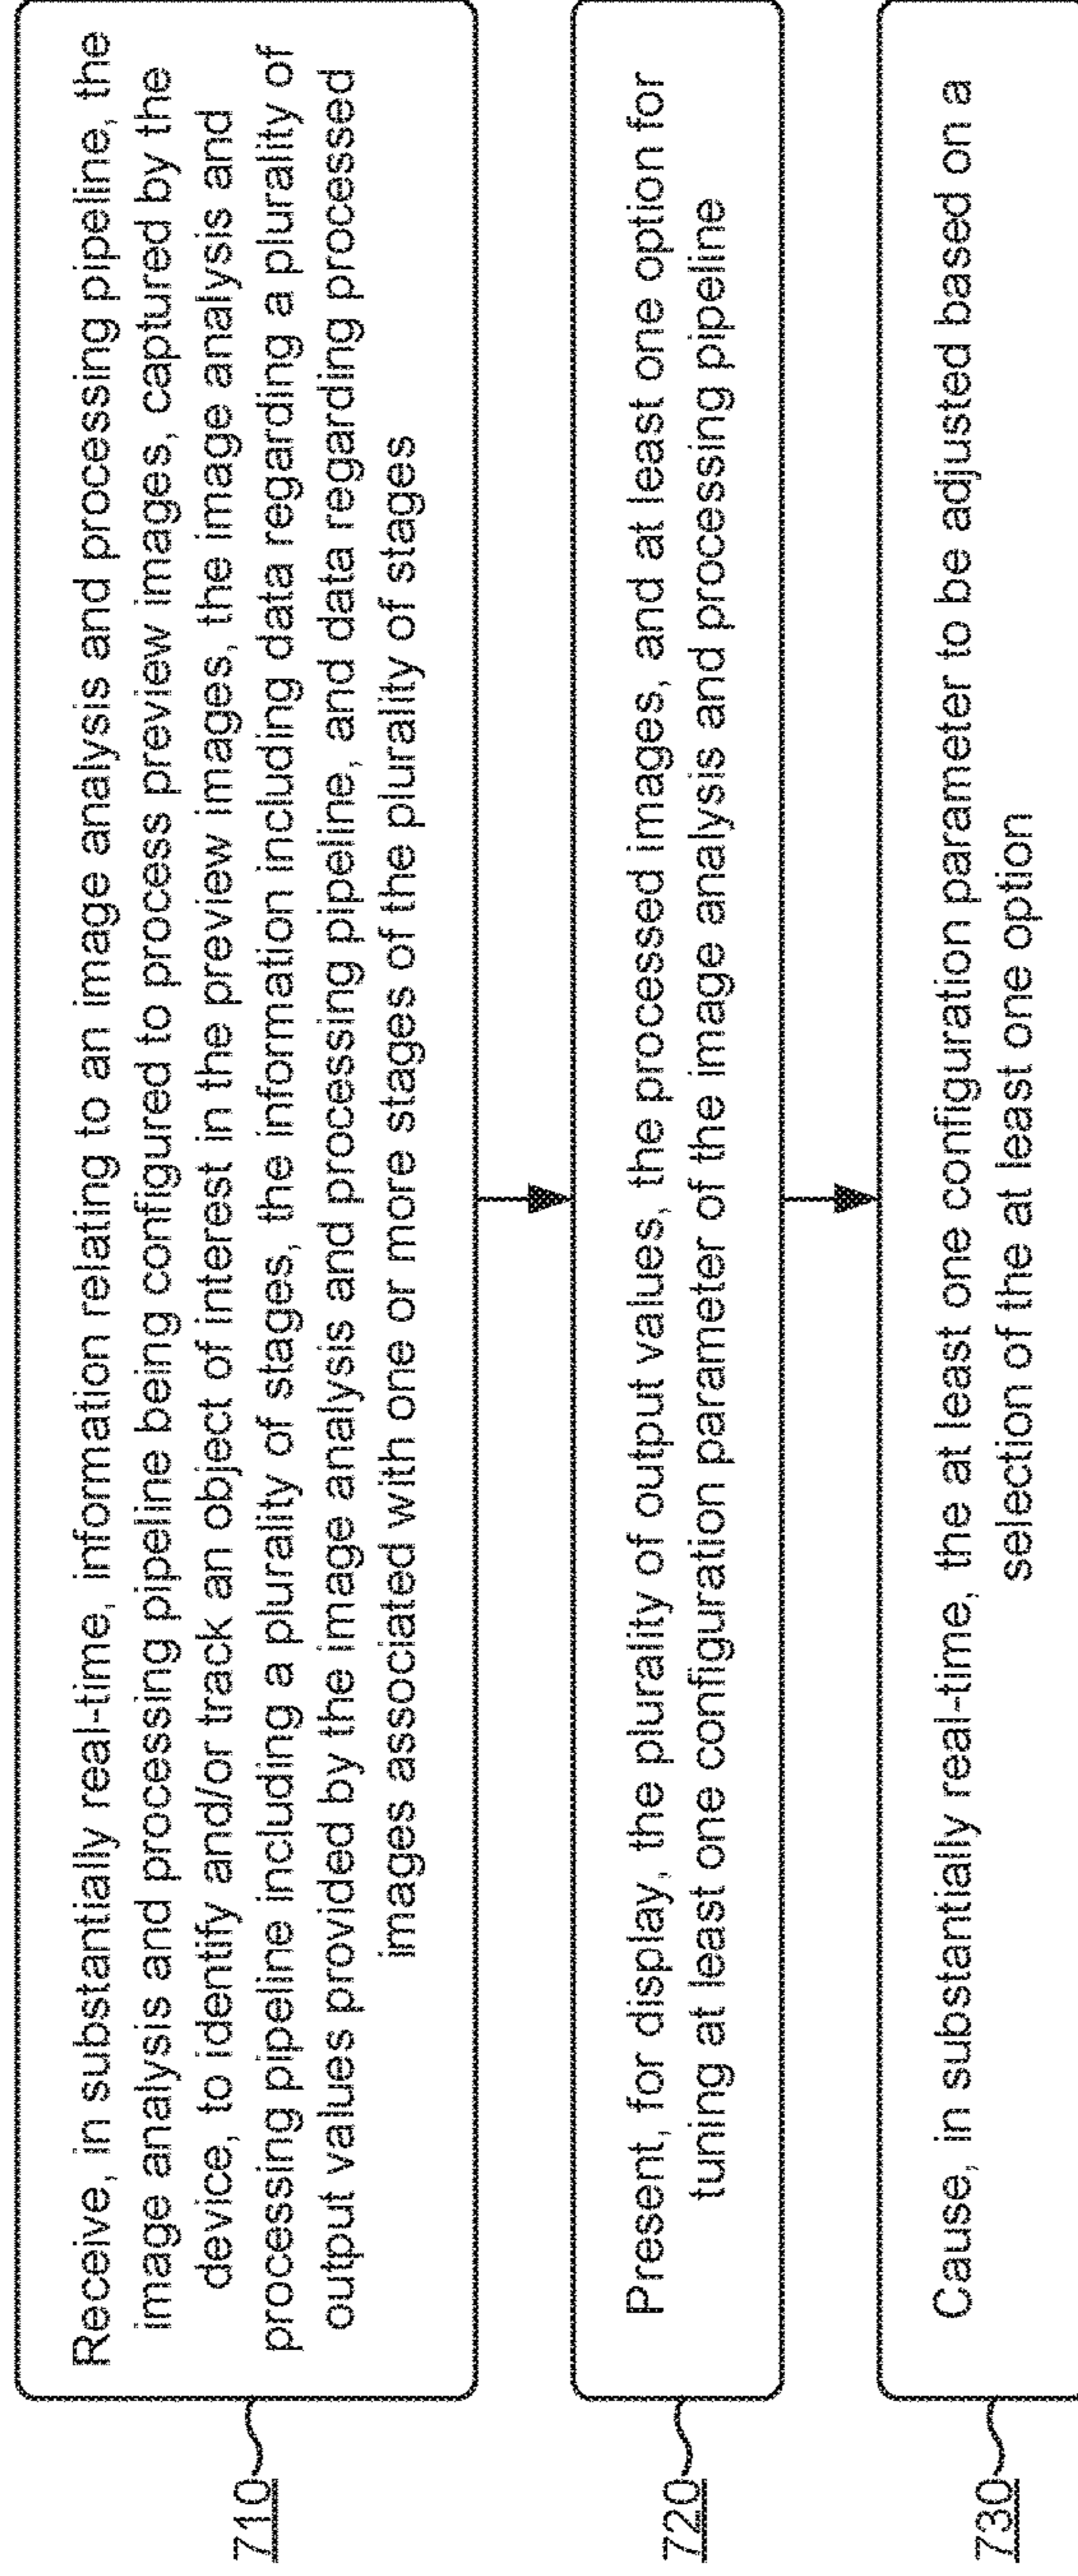 710
Receive, in substantially real-time, information relating to an image analysis and processing pipeline, the
image analysis and processing pipeline being configured to process preview images, captured by the
device, to identify and/or track an object of interest in the preview images, the image analysis and
processing pipeline including a plurality of stages, the information including data regarding a plurality of
output values provided by the image analysis and processing pipeline, and data regarding processed
images associated with one or more stages of the plurality of stages
720
Present, for display, the plurality of output values, the processed images, and at least one option for
tuning at least one configuration parameter of the image analysis and processing pipeline
730
Cause, in substantially real-time, the at least one configuration parameter to be adjusted based on a
selection of the at least one option